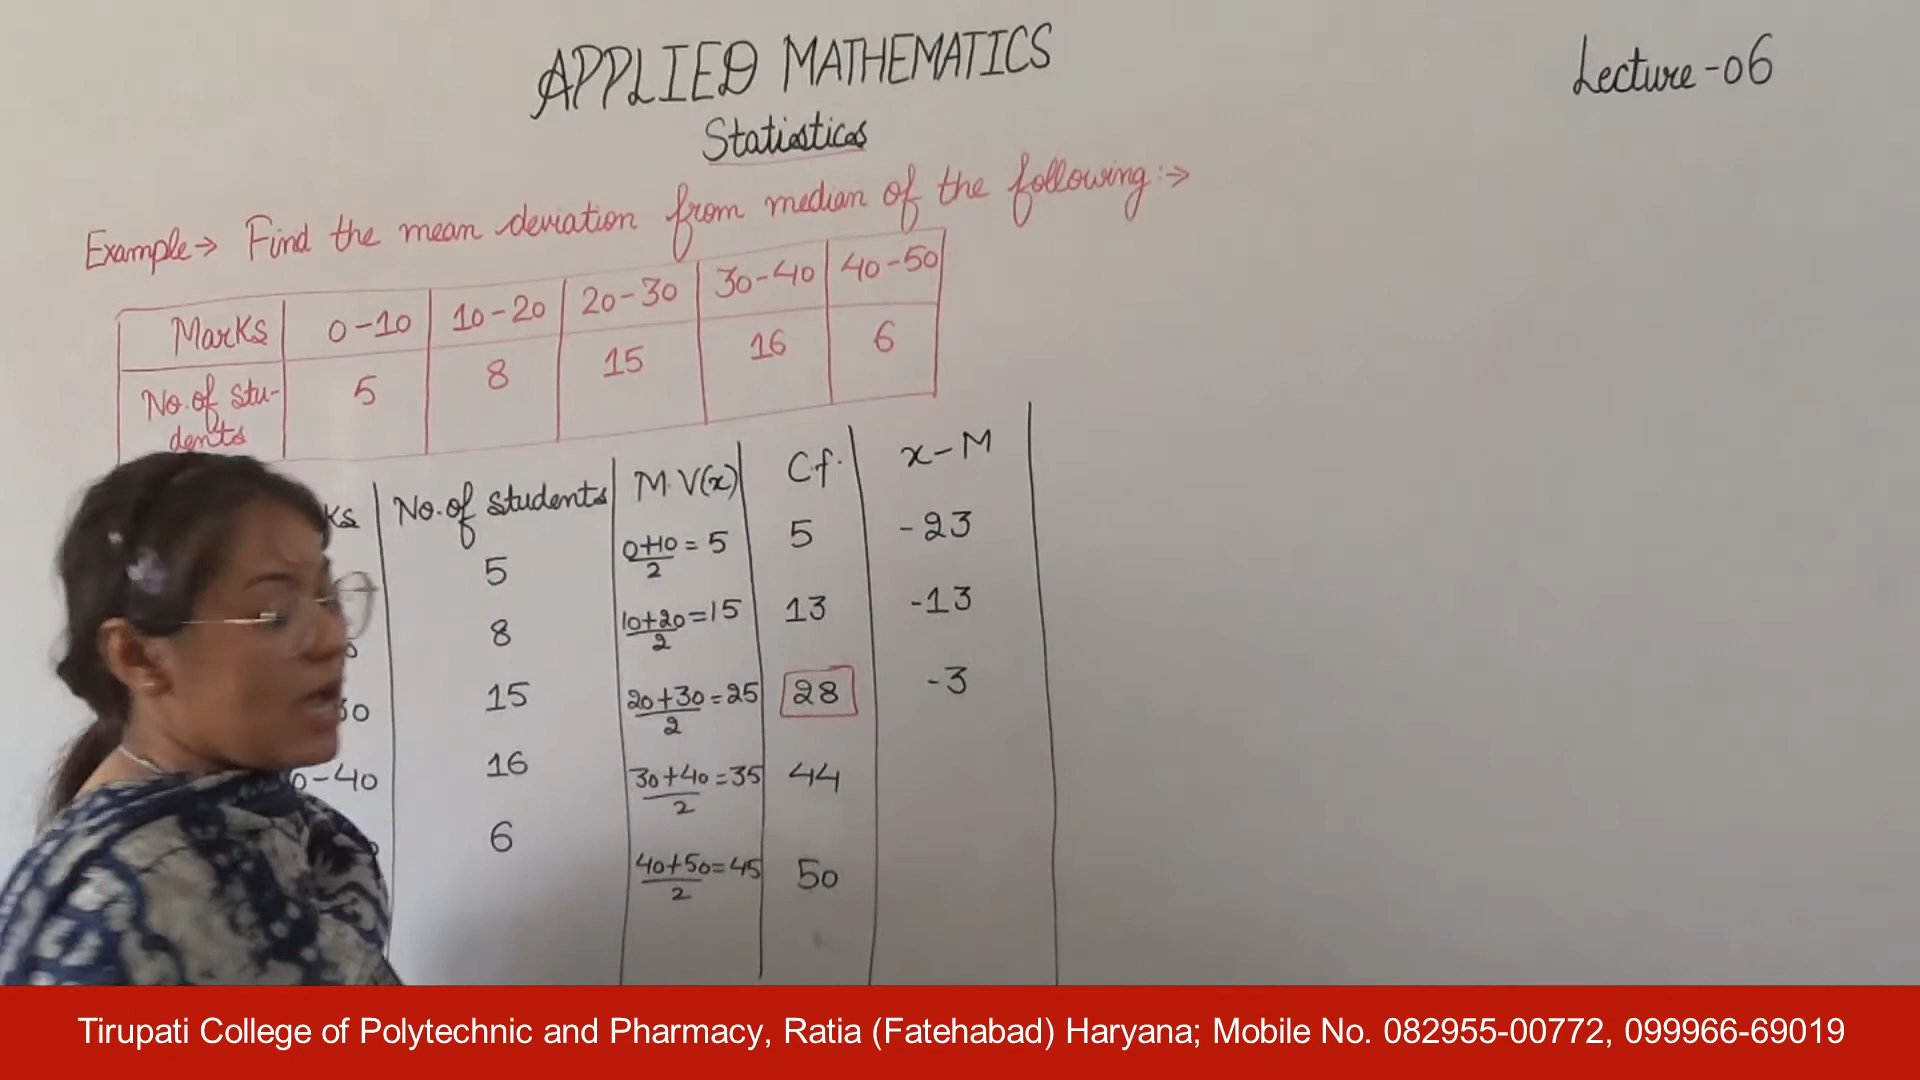 APPLIED MATHEMATICS
Lecture-06
Statistics
Example→ Find the mean deviation from median of the following:→
Marks 0-10 10-20 20-30 30-40 40-50
No. of stu-
dents 5 8 15 16 6
No. of students M.V(x) C.f. x-M
5 0+10/2 = 5 5 -23
8 10+20/2 = 15 13 -13
15 20+30/2 = 25 28 -3
0-40 16 30+40/2 = 35 44
6 40+50/2 = 45 50
Tirupati College of Polytechnic and Pharmacy, Ratia (Fatehabad) Haryana; Mobile No. 082955-00772, 099966-69019